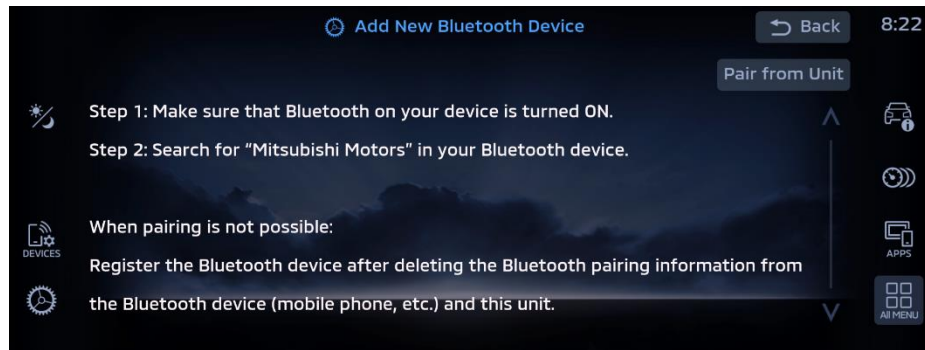 Add New Bluetooth Device
Back
8:22
Pair from Unit
Step 1: Make sure that Bluetooth on your device is turned ON.
Step 2: Search for “Mitsubishi Motors” in your Bluetooth device.
When pairing is not possible:
DEVICES
APPS
Register the Bluetooth device after deleting the Bluetooth pairing information from
the Bluetooth device (mobile phone, etc.) and this unit.
All MENU